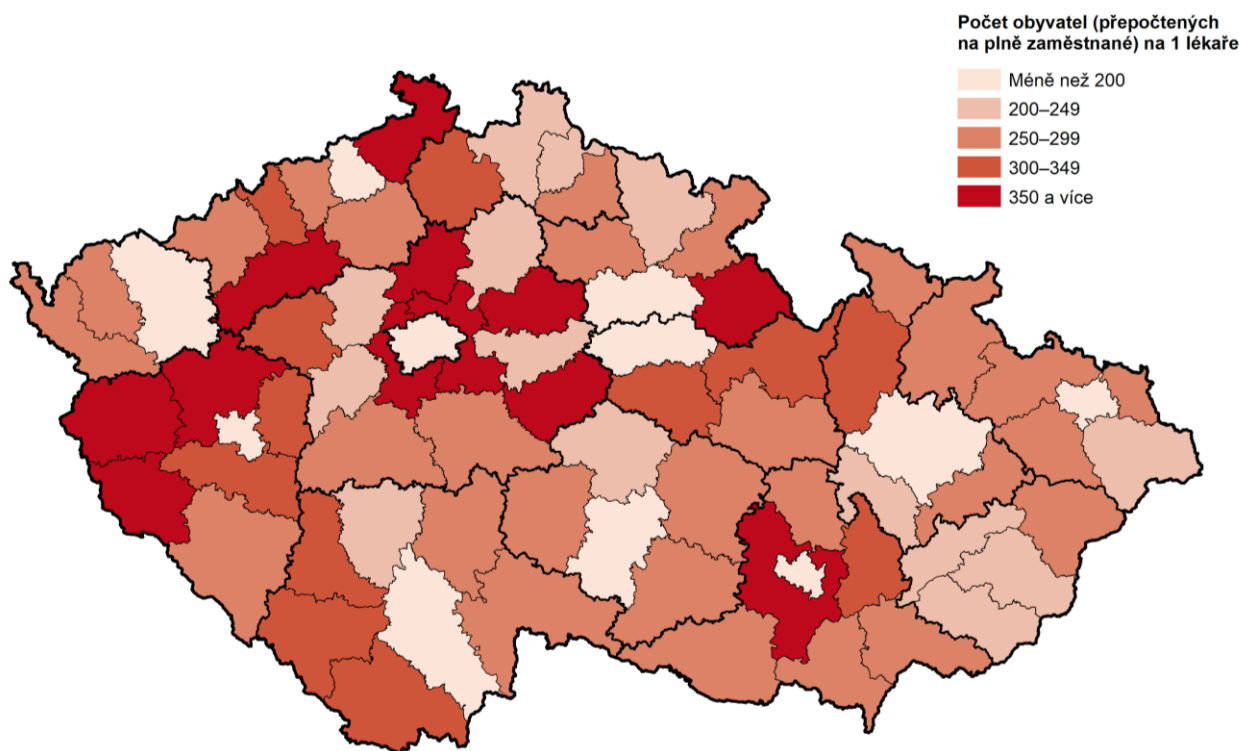 Počet obyvatel (přepočtených
na plně zaměstnané) na 1 lékaře
Méně než 200
200–249
250–299
300–349
350 a více